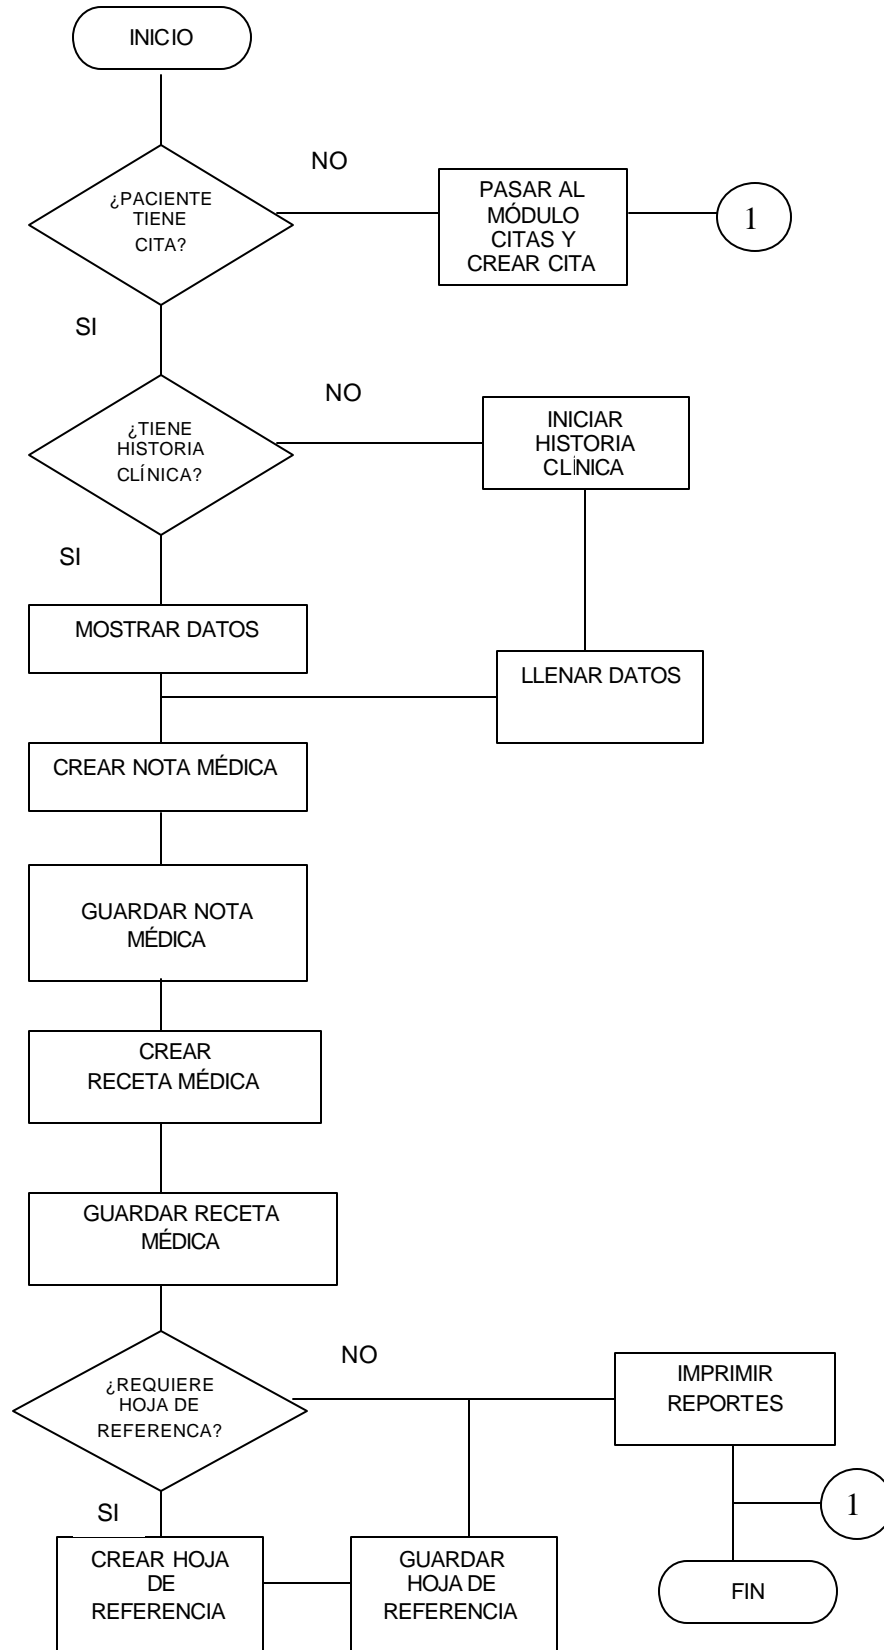 INICIO
NO
¿PACIENTE
TIENE
CITA?
PASAR AL
MÓDULO
CITAS Y
CREAR CITA
1
SI
NO
¿TIENE
HISTORIA
CLÍNICA?
INICIAR
HISTORIA
CLÍNICA
SI
MOSTRAR DATOS
LLENAR DATOS
CREAR NOTA MÉDICA
GUARDAR NOTA
MÉDICA
CREAR
RECETA MÉDICA
GUARDAR RECETA
MÉDICA
NO
¿REQUIERE
HOJA DE
REFERENCA?
IMPRIMIR
REPORTES
SI
1
CREAR HOJA
DE
REFERENCIA
GUARDAR
HOJA DE
REFERENCIA
FIN